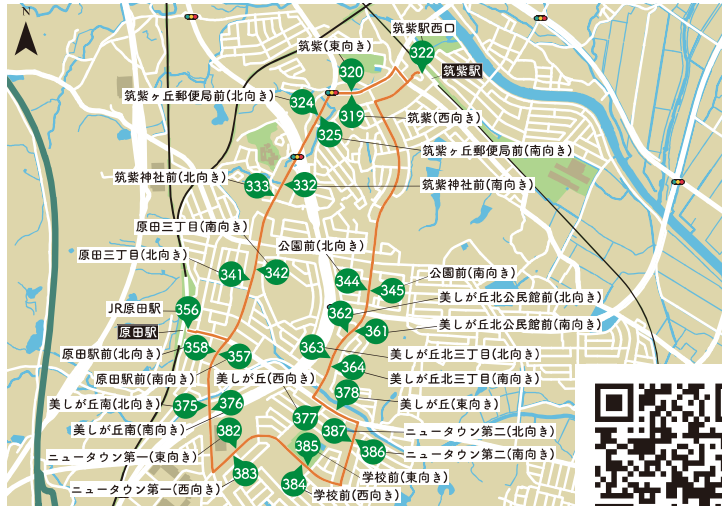 N
筑紫駅西口
322
筑紫駅
筑紫(東向き)
320
筑紫ヶ丘郵便局前(北向き)
324
319
筑紫(西向き)
325
筑紫ヶ丘郵便局前(南向き)
筑紫神社前(北向き)
333
332
筑紫神社前(南向き)
原田三丁目(南向き)
原田三丁目(北向き)
341
342
公園前(北向き)
344
345
公園前(南向き)
JR原田駅
356
原田駅
362
美しが丘北公民館前(北向き)
361
美しが丘北公民館前(南向き)
原田駅前(北向き)
358
357
原田駅前(南向き)
363
美しが丘北三丁目(北向き)
364
美しが丘北三丁目(南向き)
美しが丘(西向き)
377
378
美しが丘(東向き)
美しが丘南(北向き)
375
376
美しが丘南(南向き)
387
ニュータウン第二(北向き)
386
ニュータウン第二(南向き)
382
ニュータウン第一(東向き)
383
ニュータウン第一(西向き)
385
学校前(東向き)
384
学校前(西向き)